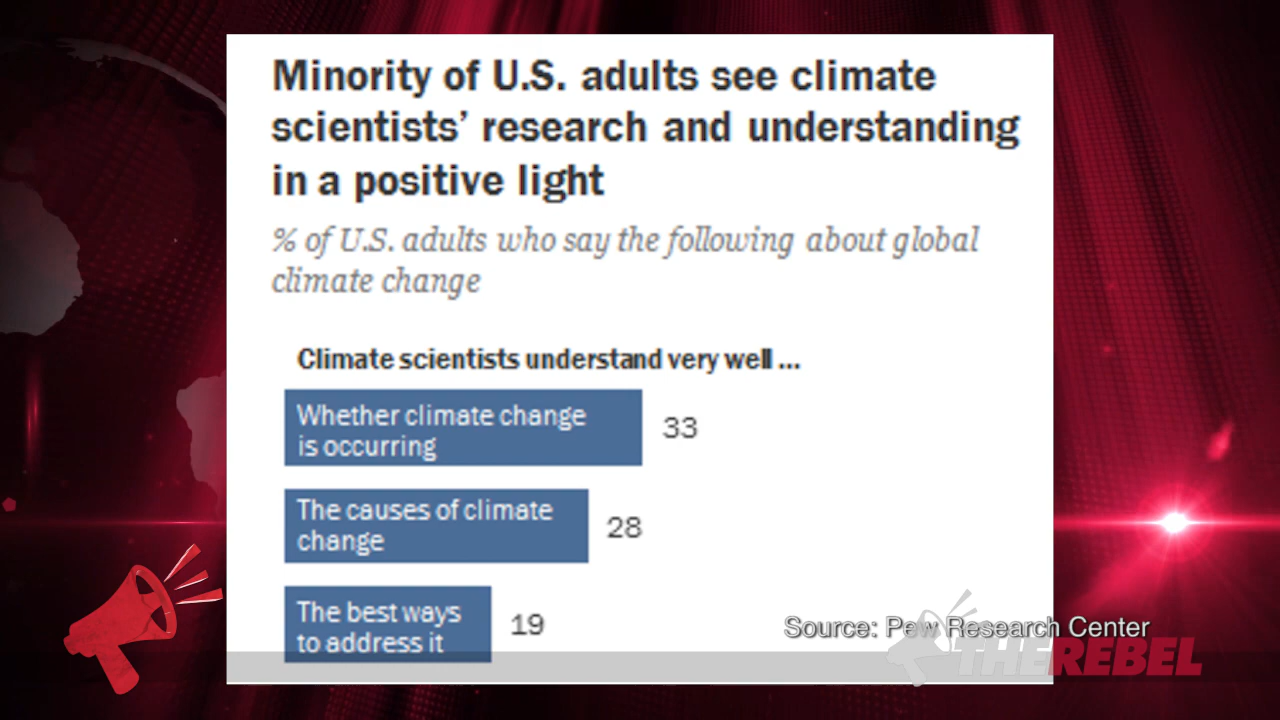 Minority of U.S. adults see climate
scientists’ research and understanding
in a positive light
% of U.S. adults who say the following about global
climate change
Climate scientists understand very well ...
Whether climate change
is occurring
33
The causes of climate
change
28
The best ways
to address it
19
Source: Pew Research Center
THEREBEL